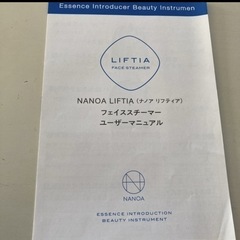 Essence Introducer Beauty Instrumen
LIFTIA
FACE STEAMER
NANOA LIFTIA (ナノア リフティア)
フェイススチーマー
ユーザーマニュアル
NANOA
ESSENCE INTRODUCTION
BEAUTY INSTRUMENT